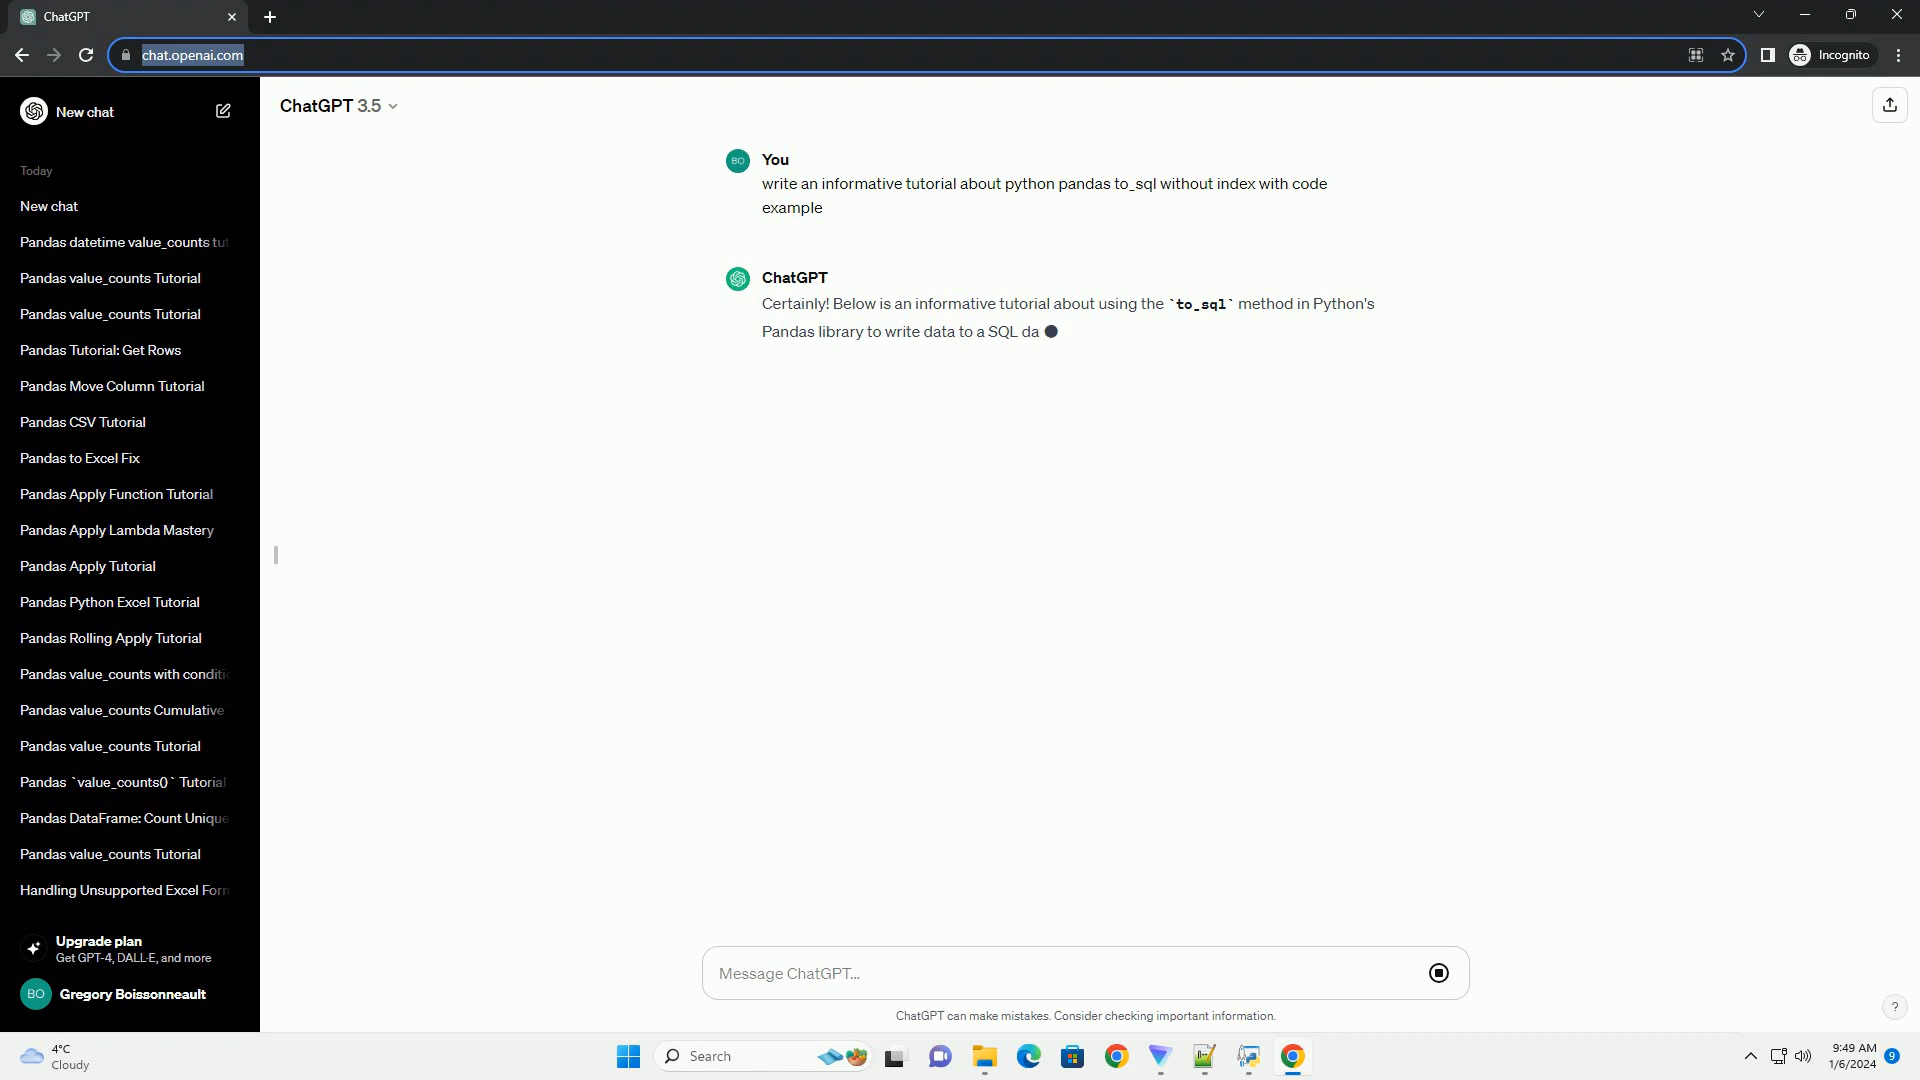 ChatGPT
chat.openai.com
Incognito
New chat
Today
New chat
Pandas datetime value_counts tut
Pandas value_counts Tutorial
Pandas value_counts Tutorial
Pandas Tutorial: Get Rows
Pandas Move Column Tutorial
Pandas CSV Tutorial
Pandas to Excel Fix
Pandas Apply Function Tutorial
Pandas Apply Lambda Mastery
Pandas Apply Tutorial
Pandas Python Excel Tutorial
Pandas Rolling Apply Tutorial
Pandas value_counts with conditio
Pandas value_counts Cumulative
Pandas value_counts Tutorial
Pandas `value_counts()` Tutorial
Pandas DataFrame: Count Unique
Pandas value_counts Tutorial
Handling Unsupported Excel Form
Upgrade plan
Get GPT-4, DALL·E, and more
BO Gregory Boissonneault
ChatGPT 3.5
BO You
write an informative tutorial about python pandas to_sql without index with code
example
ChatGPT
Certainly! Below is an informative tutorial about using the `to_sql` method in Python's
Pandas library to write data to a SQL da
Message ChatGPT...
ChatGPT can make mistakes. Consider checking important information.
?
4°C
Cloudy
Search
9:49 AM
1/6/2024
9